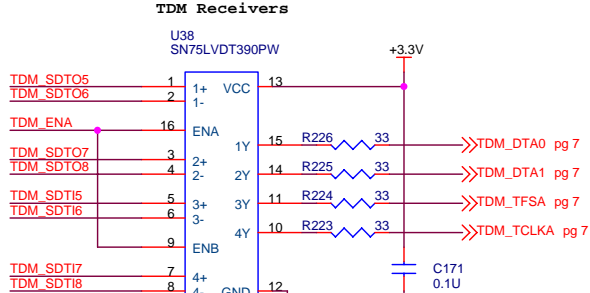 TDM Receivers
U38
SN75LVDT390PW
+3.3V
TDM_SDTO5 1 1+ VCC 13
TDM_SDTO6 2 1-
TDM_ENA 16 ENA
1Y 15 R226 33 TDM_DTA0 pg 7
TDM_SDTO7 3 2+
TDM_SDTO8 4 2- 2Y 14 R225 33 TDM_DTA1 pg 7
TDM_SDTI5 5 3+ 3Y 11 R224 33 TDM_TFSA pg 7
TDM_SDTI6 6 3-
4Y 10 R223 33 TDM_TCLKA pg 7
9 ENB
TDM_SDTI7 7 4+ C171
TDM_SDTI8 8 4- GND 12 0.1U